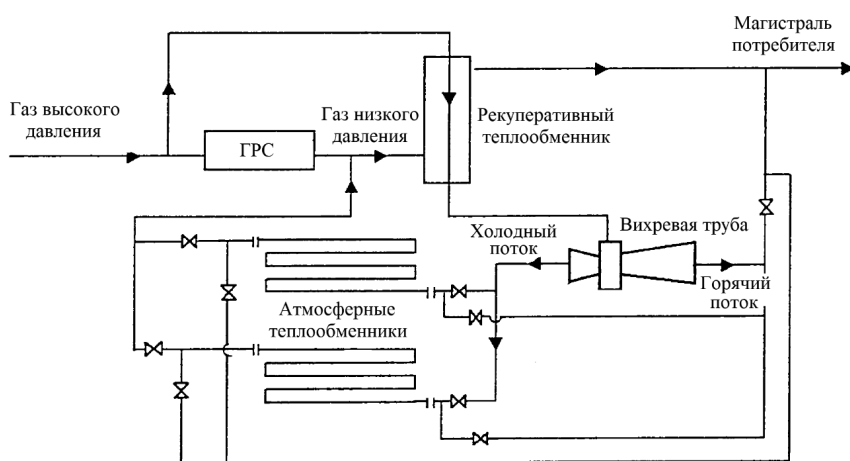 Магистраль
потребителя
Газ высокого
давления
Газ низкого
давления
Рекуперативный
теплообменник
ГРС
Холодный
поток
Вихревая труба
Горячий
поток
Атмосферные
теплообменники